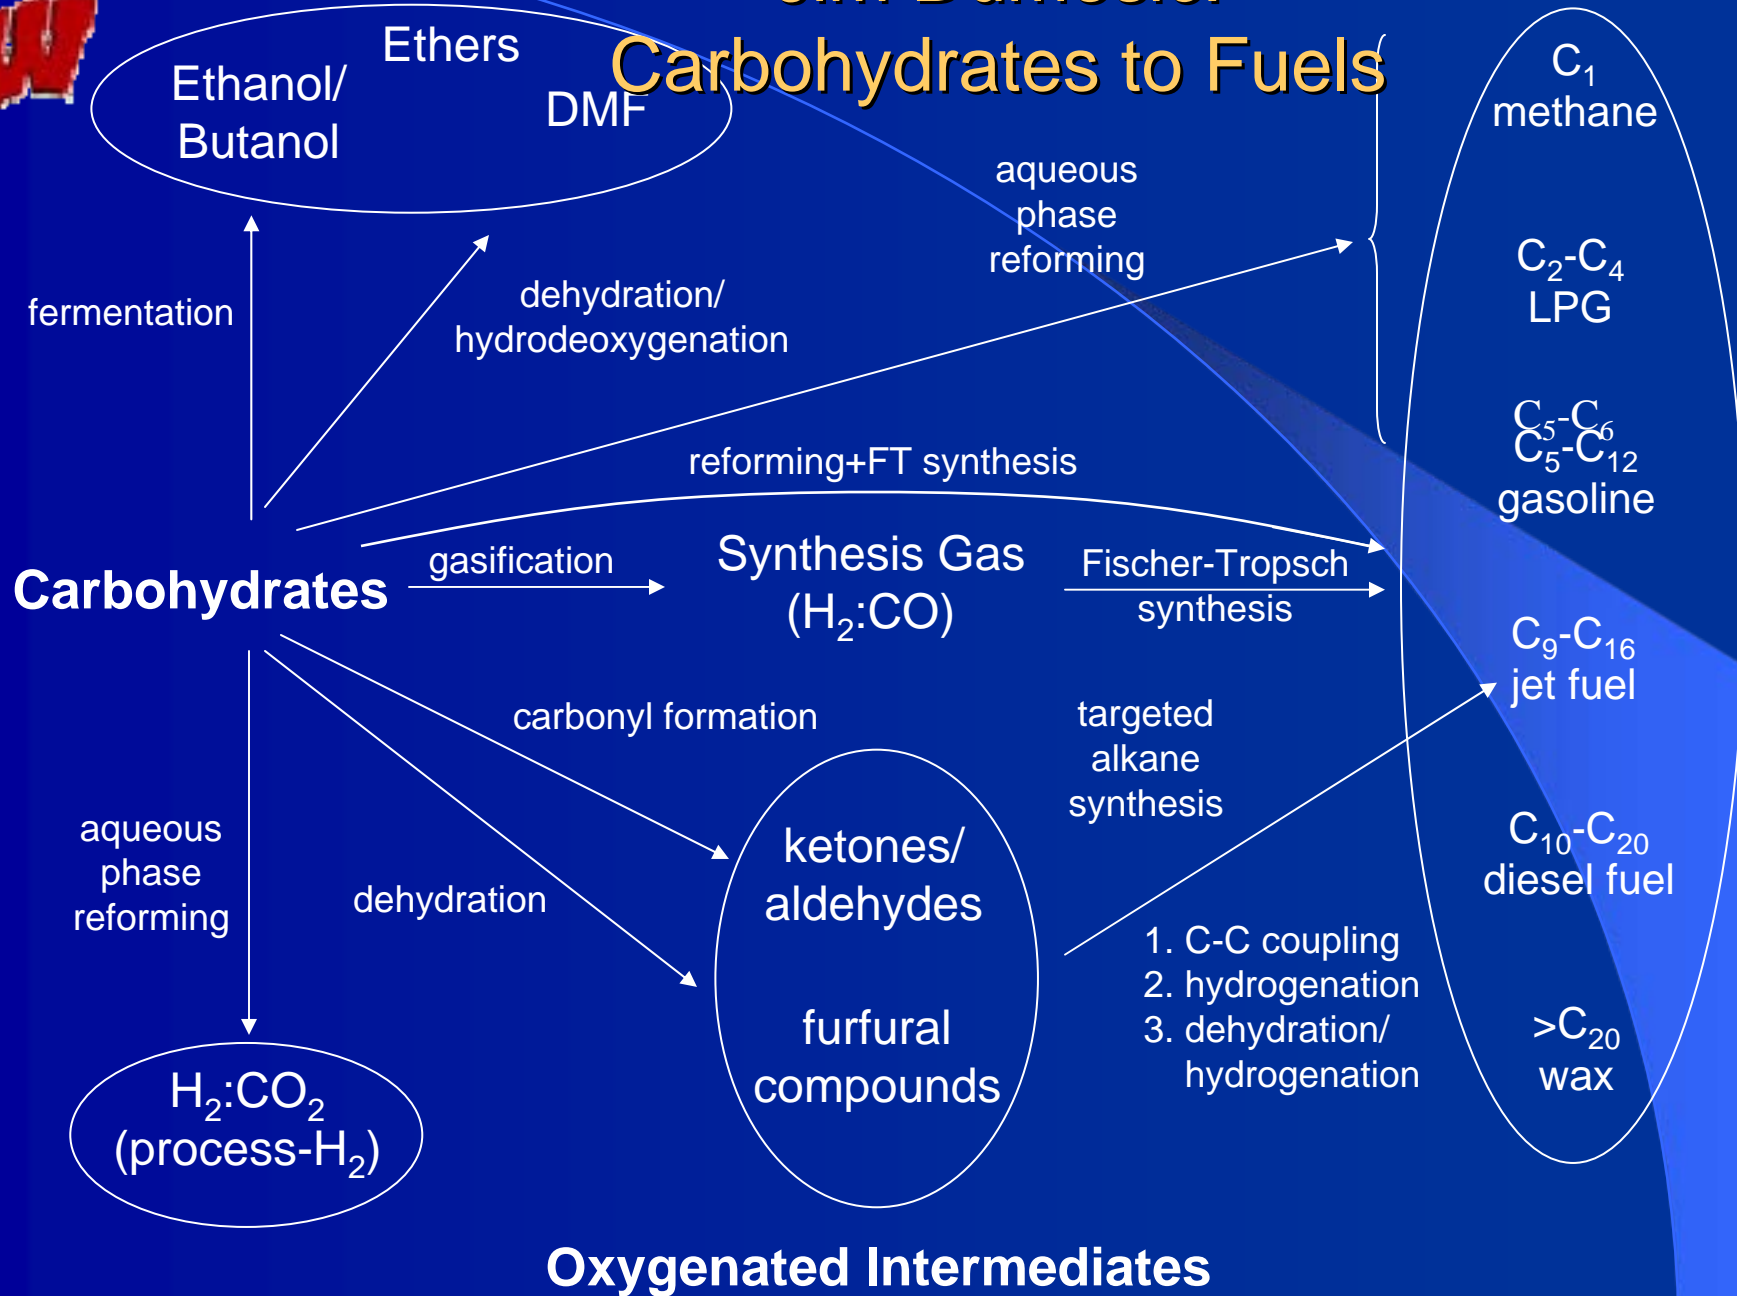 Carbohydrates to Fuels
Ethers
Ethanol/
Butanol
DMF
fermentation
dehydration/
hydrodeoxygenation
aqueous
phase
reforming
C₁
methane
C₂-C₄
LPG
C₅-C₆
C₅-C₁₂
gasoline
reforming+FT synthesis
Carbohydrates
gasification
Synthesis Gas
(H₂:CO)
Fischer-Tropsch
synthesis
C₉-C₁₆
jet fuel
carbonyl formation
targeted
alkane
synthesis
aqueous
phase
reforming
dehydration
ketones/
aldehydes
furfural
compounds
1. C-C coupling
2. hydrogenation
3. dehydration/
hydrogenation
C₁₀-C₂₀
diesel fuel
>C₂₀
wax
H₂:CO₂
(process-H₂)
Oxygenated Intermediates